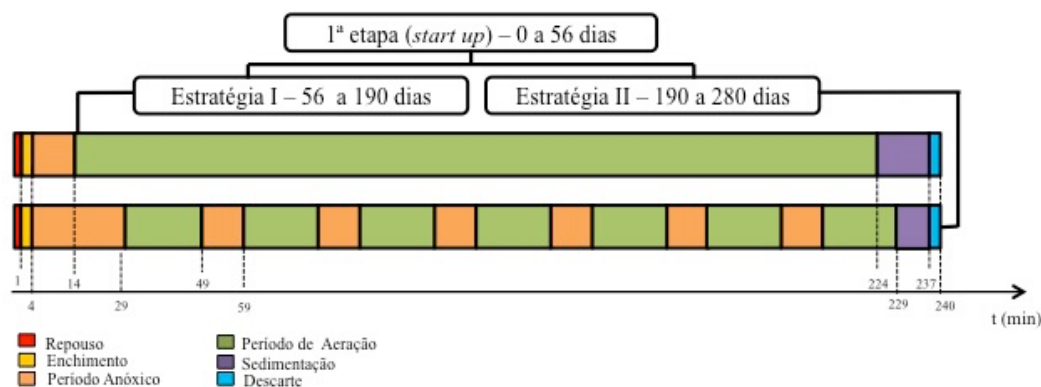 1ª etapa (start up) – 0 a 56 dias
Estratégia I – 56 a 190 dias
Estratégia II – 190 a 280 dias
1
14
49
224
237
4
29
59
229
240
t (min)
Repouso
Enchimento
Período Anóxico
Período de Aeração
Sedimentação
Descarte